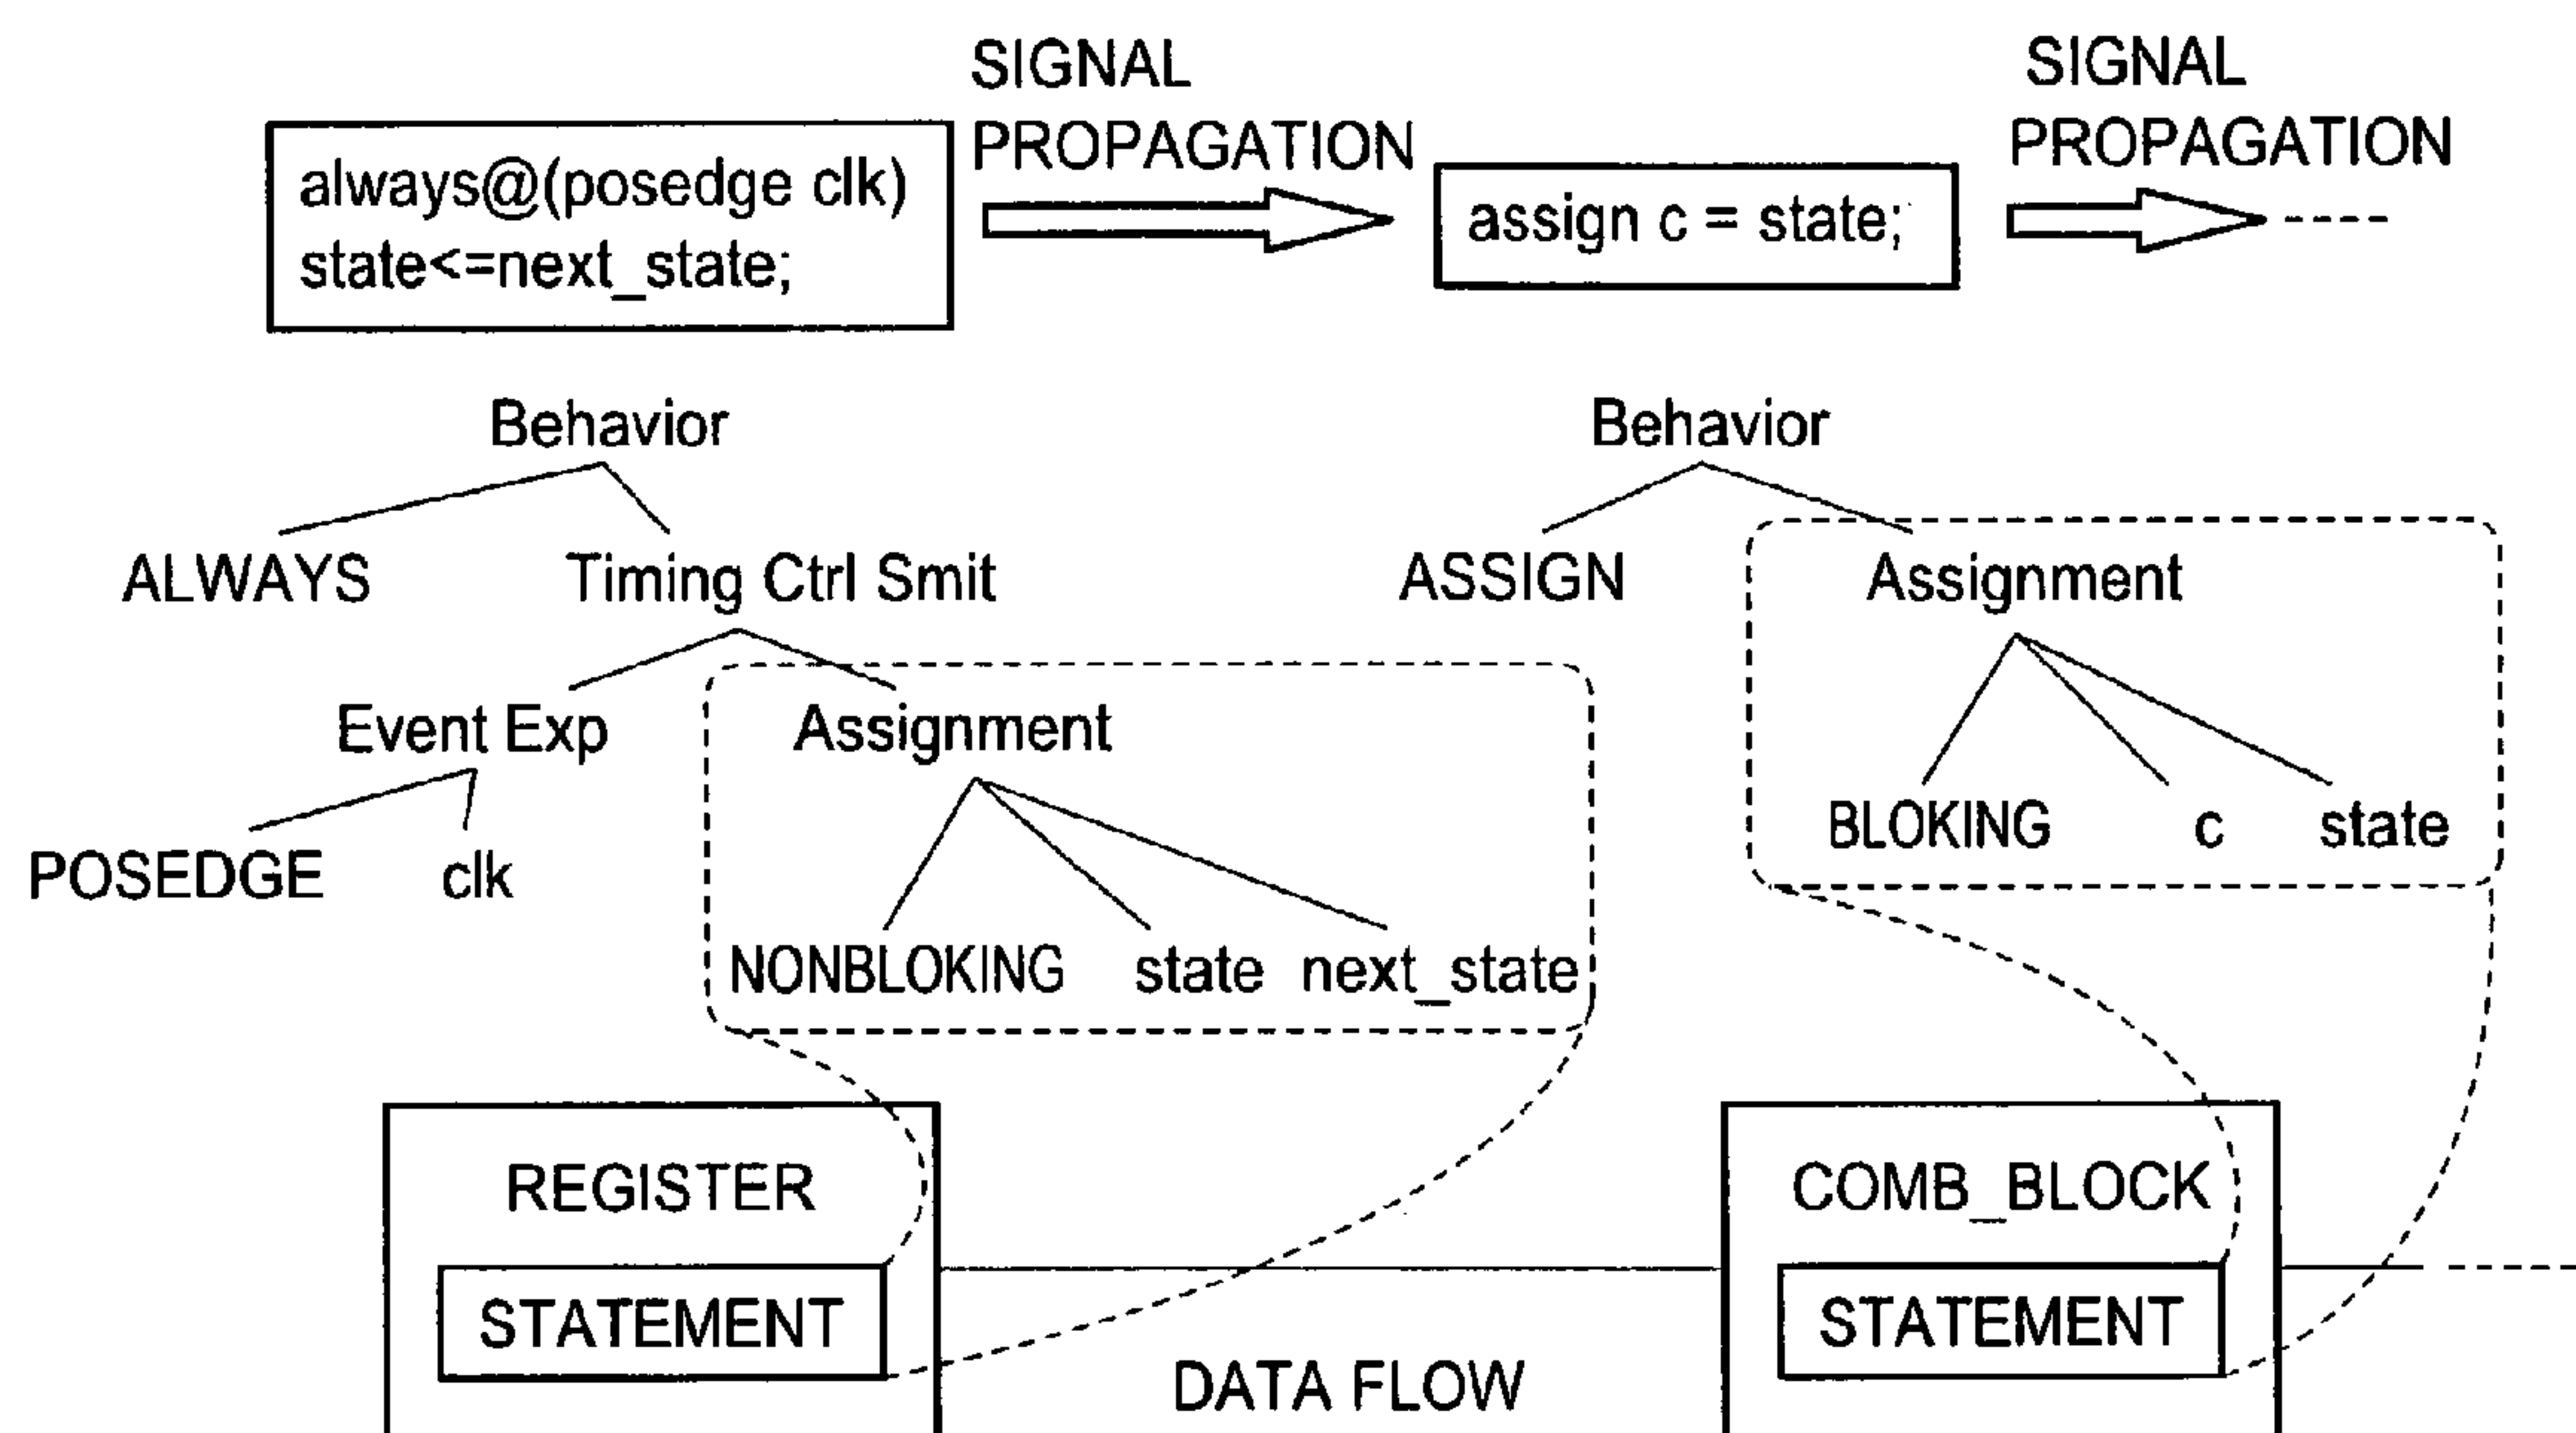 SIGNAL
PROPAGATION
SIGNAL
PROPAGATION
always@(posedge clk)
state<=next_state;
assign c = state;
Behavior
Behavior
ALWAYS
Timing Ctrl Smit
ASSIGN
Assignment
Event Exp
Assignment
BLOKING c state
POSEDGE clk
NONBLOKING state next_state
REGISTER
COMB_BLOCK
STATEMENT
STATEMENT
DATA FLOW